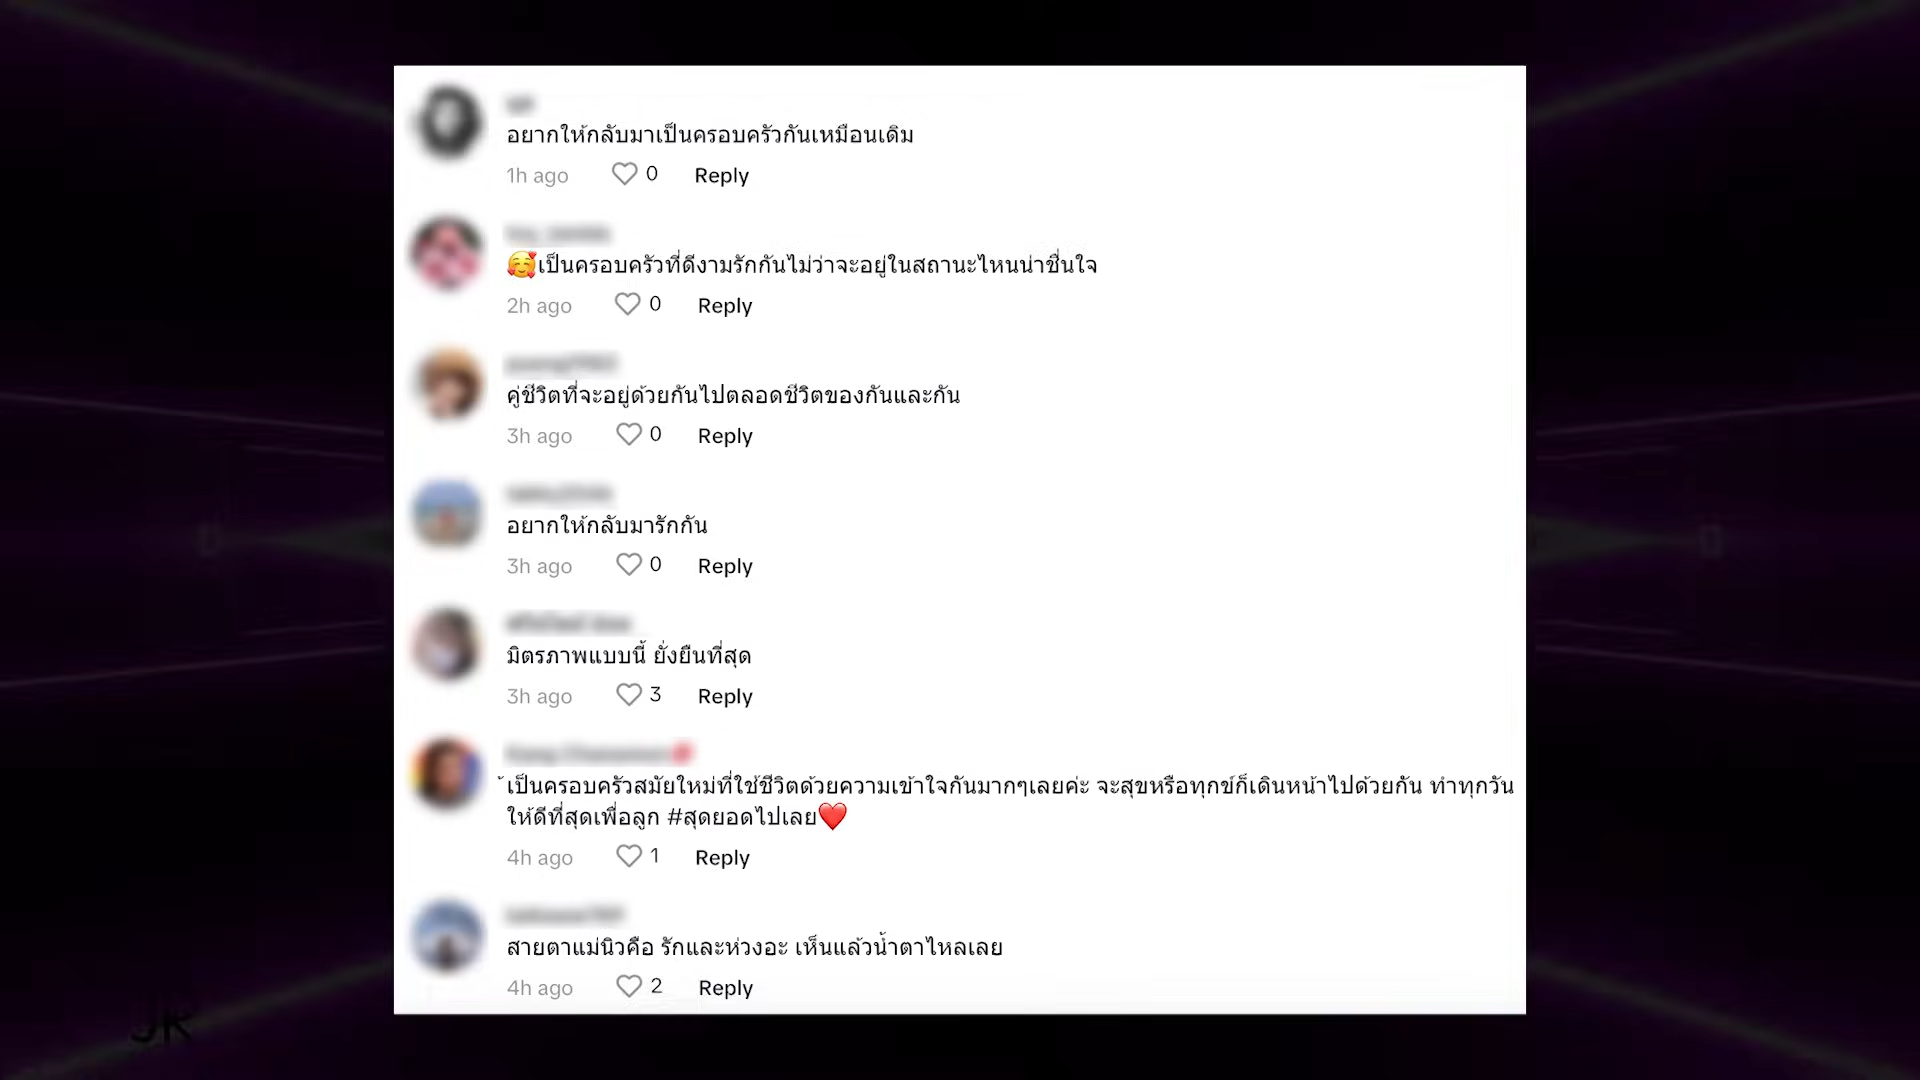 อยากให้กลับมาเป็นครอบครัวกันเหมือนเดิม
1h ago 0 Reply
🥰เป็นครอบครัวที่ดีงามรักกันไม่ว่าจะอยู่ในสถานะไหนน่าชื่นใจ
2h ago 0 Reply
คู่ชีวิตที่จะอยู่ด้วยกันไปตลอดชีวิตของกันและกัน
3h ago 0 Reply
อยากให้กลับมารักกัน
3h ago 0 Reply
มิตรภาพแบบนี้ ยั่งยืนที่สุด
3h ago 3 Reply
้เป็นครอบครัวสมัยใหม่ที่ใช้ชีวิตด้วยความเข้าใจกันมากๆเลยค่ะ จะสุขหรือทุกข์ก็เดินหน้าไปด้วยกัน ทำทุกวัน
ให้ดีที่สุดเพื่อลูก #สุดยอดไปเลย❤️
4h ago 1 Reply
สายตาแม่นิวคือ รักและห่วงอะ เห็นแล้วน้ำตาไหลเลย
4h ago 2 Reply